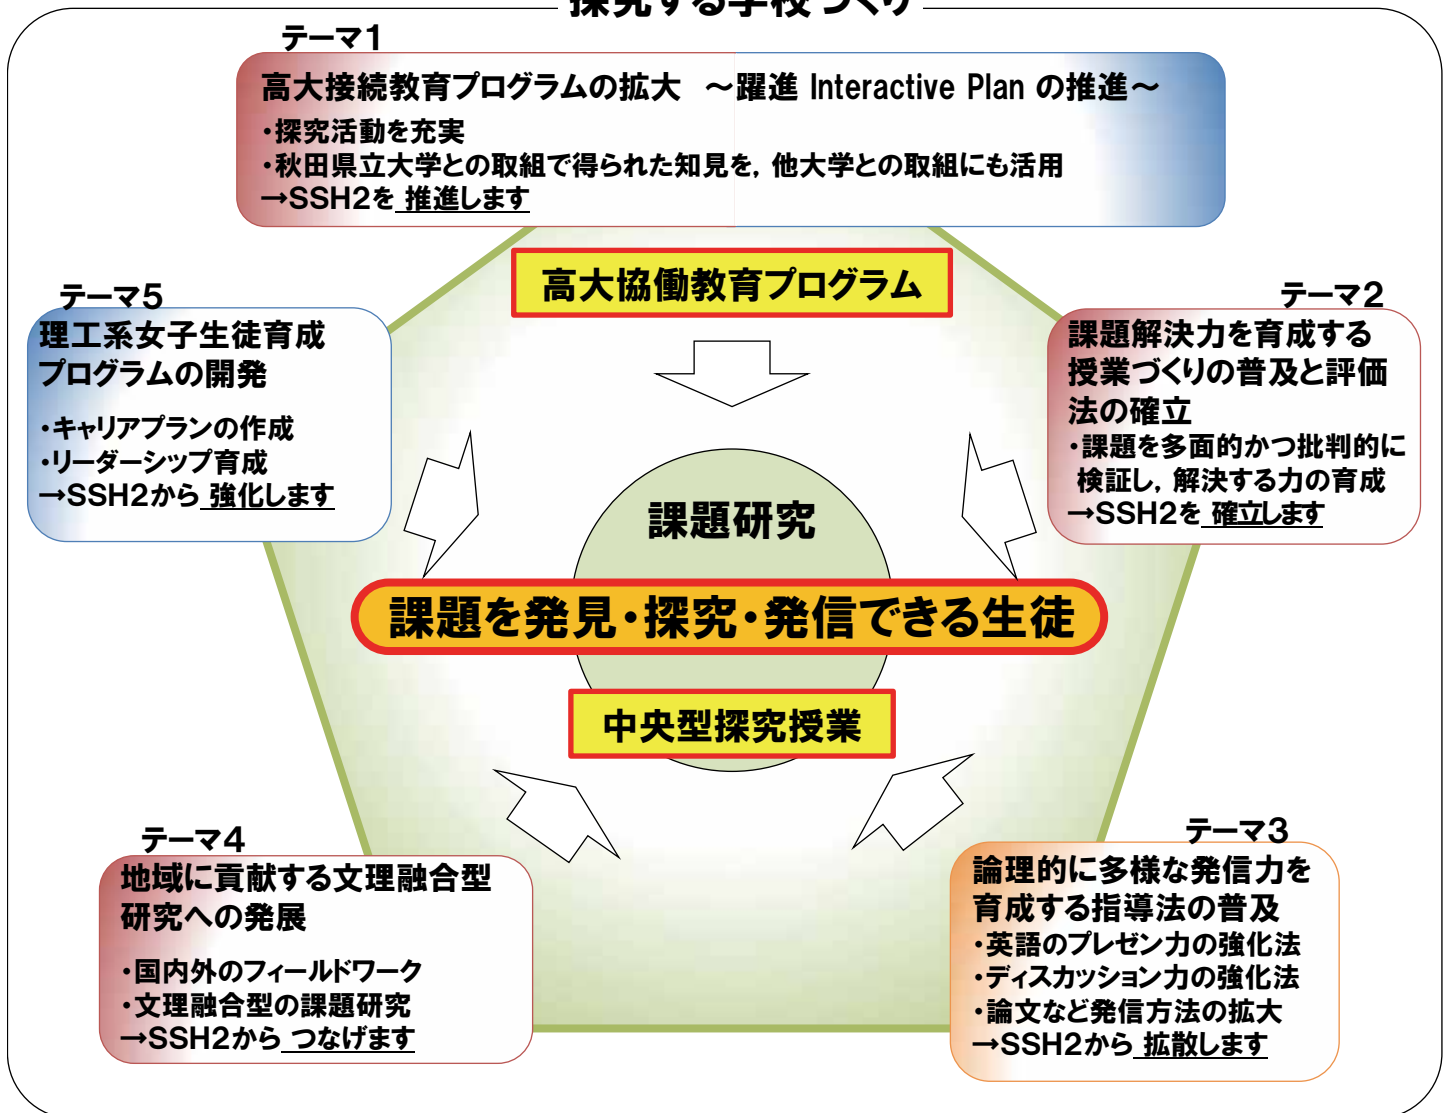 探究する学校づくり
テーマ1
高大接続教育プログラムの拡大 ～躍進 Interactive Plan の推進～
・探究活動を充実
・秋田県立大学との取組で得られた知見を，他大学との取組にも活用
→SSH2を 推進します
高大協働教育プログラム
テーマ5
理工系女子生徒育成
プログラムの開発
・キャリアプランの作成
・リーダーシップ育成
→SSH2から 強化します
テーマ2
課題解決力を育成する
授業づくりの普及と評価
法の確立
・課題を多面的かつ批判的に
検証し，解決する力の育成
→SSH2を 確立します
課題研究
課題を発見・探究・発信できる生徒
中央型探究授業
テーマ4
地域に貢献する文理融合型
研究への発展
・国内外のフィールドワーク
・文理融合型の課題研究
→SSH2から つなげます
テーマ3
論理的に多様な発信力を
育成する指導法の普及
・英語のプレゼン力の強化法
・ディスカッション力の強化法
・論文など発信方法の拡大
→SSH2から 拡散します